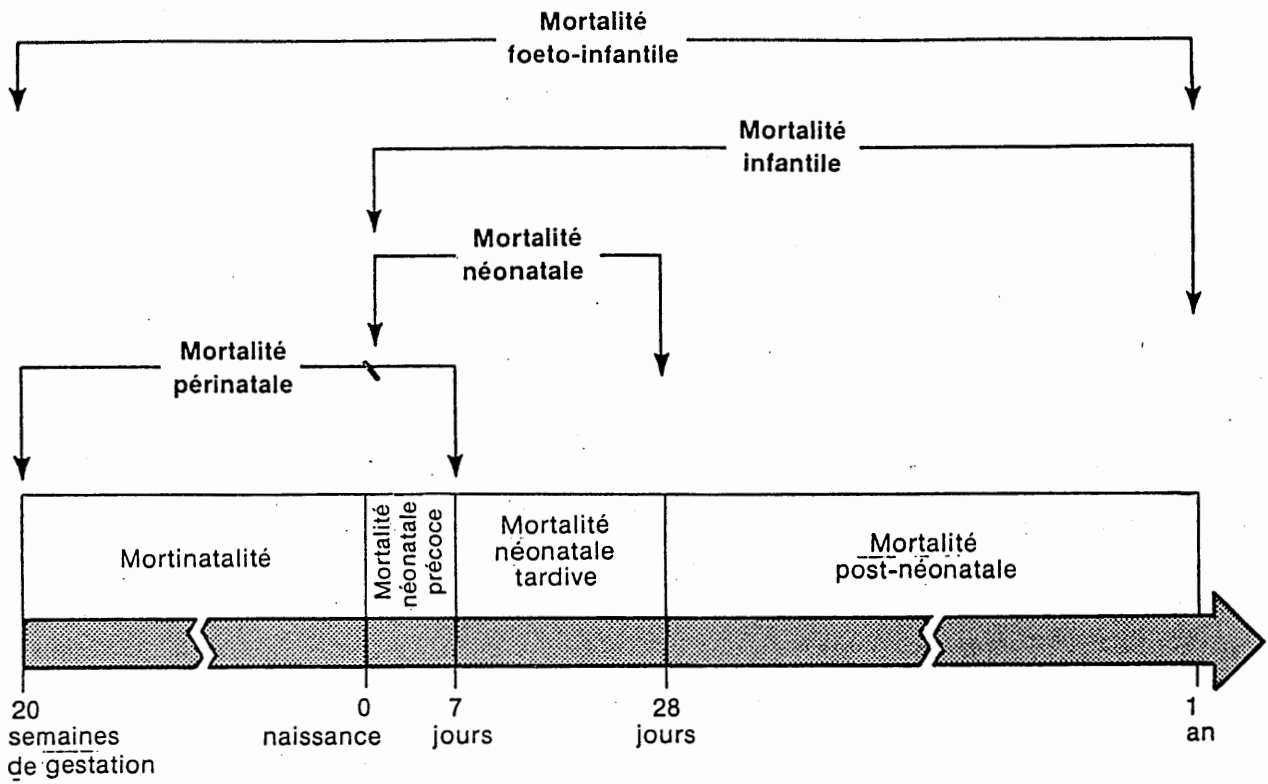 Mortalité
foeto-infantile
Mortalité
infantile
Mortalité
néonatale
Mortalité
périnatale
Mortinatalité
Mortalité
néonatale
précoce
Mortalité
néonatale
tardive
Mortalité
post-néonatale
20
semaines
de gestation
0
naissance
7
jours
28
jours
1
an